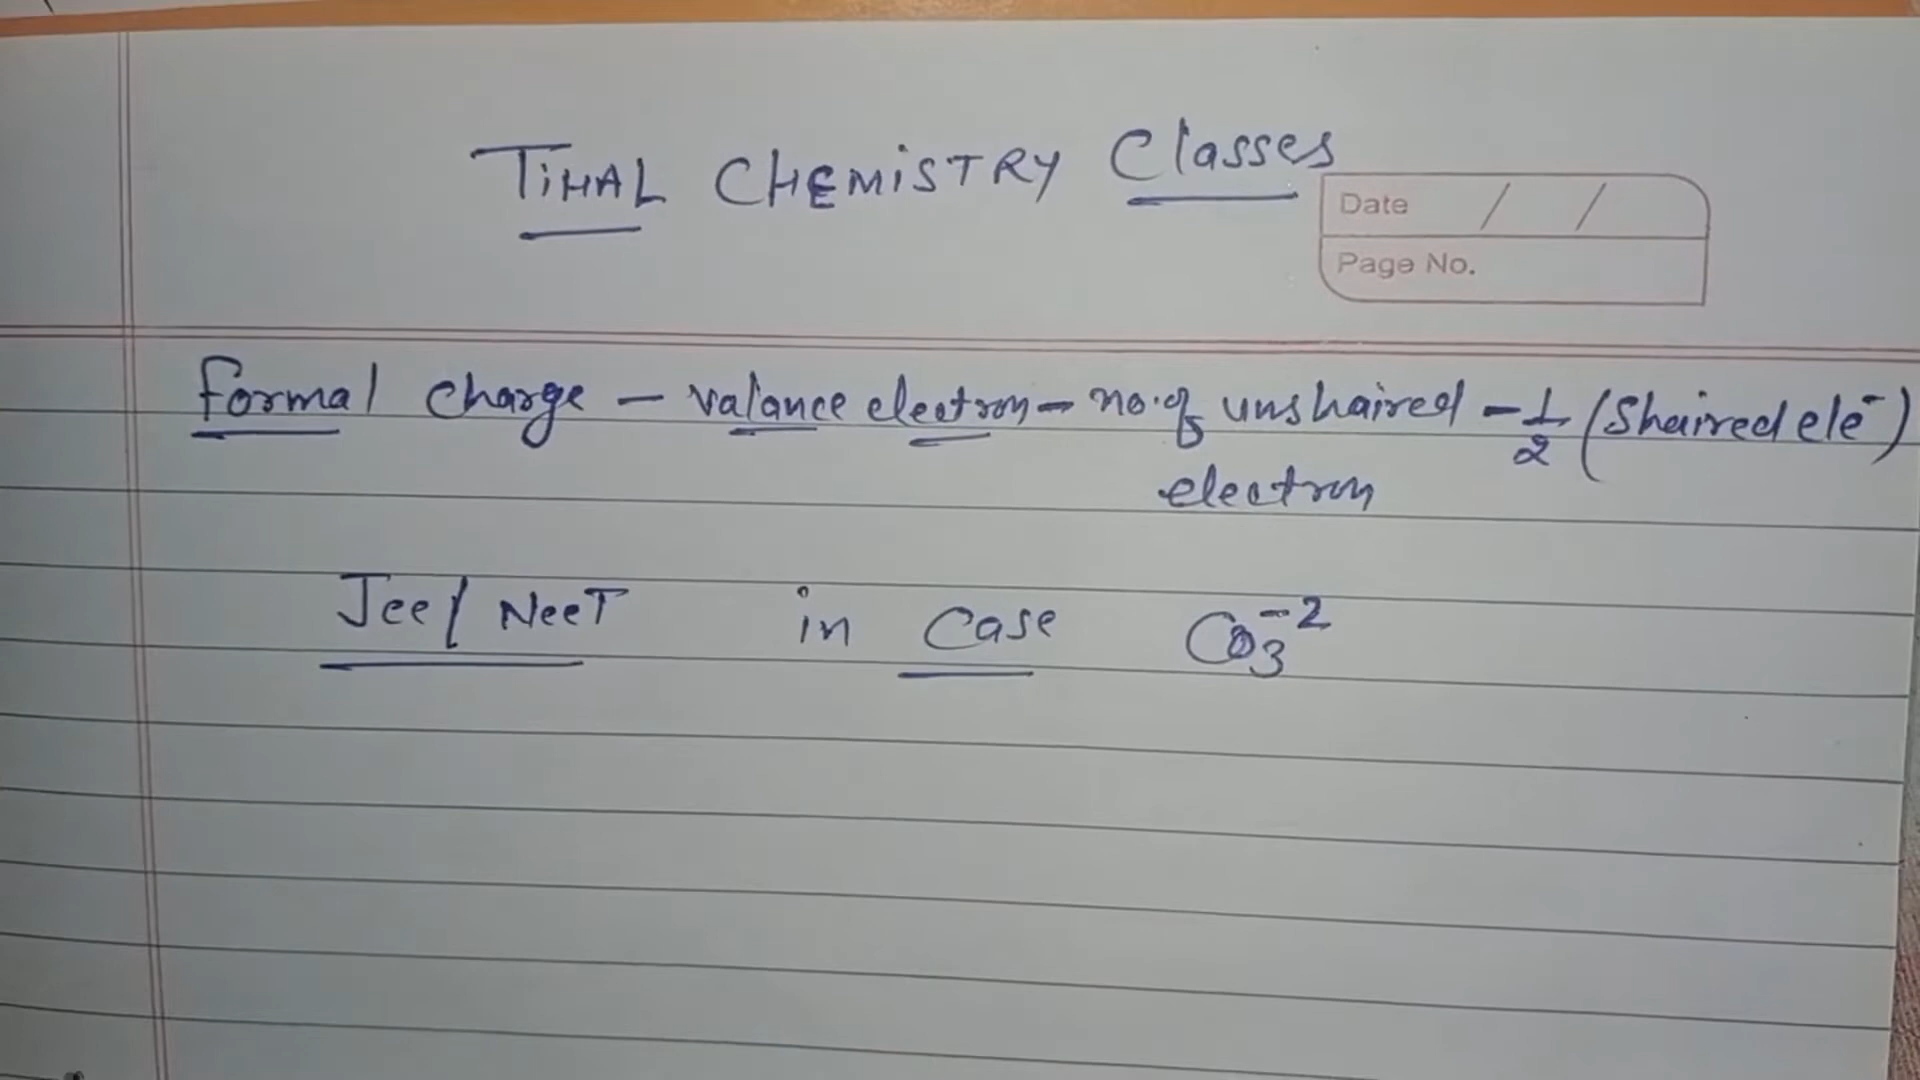 TiHAL CHEMISTRY Classes
Date / /
Page No.
formal charge - valance electron - no. of unshaired - 1/2 (Shaired ele⁻)
electron
Jee/ NeeT in Case CO₃⁻²